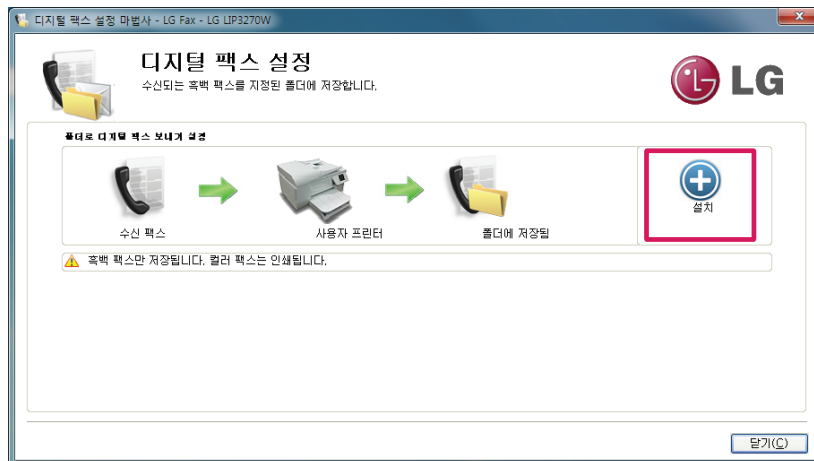 디지털 팩스 설정 마법사 - LG Fax - LG LIP3270W
디지털 팩스 설정
수신되는 흑백 팩스를 지정된 폴더에 저장합니다.
LG
폴더로 디지털 팩스 보내기 설정
설치
수신 팩스
사용자 프린터
폴더에 저장됨
흑백 팩스만 저장됩니다. 컬러 팩스는 인쇄됩니다.
닫기(C)